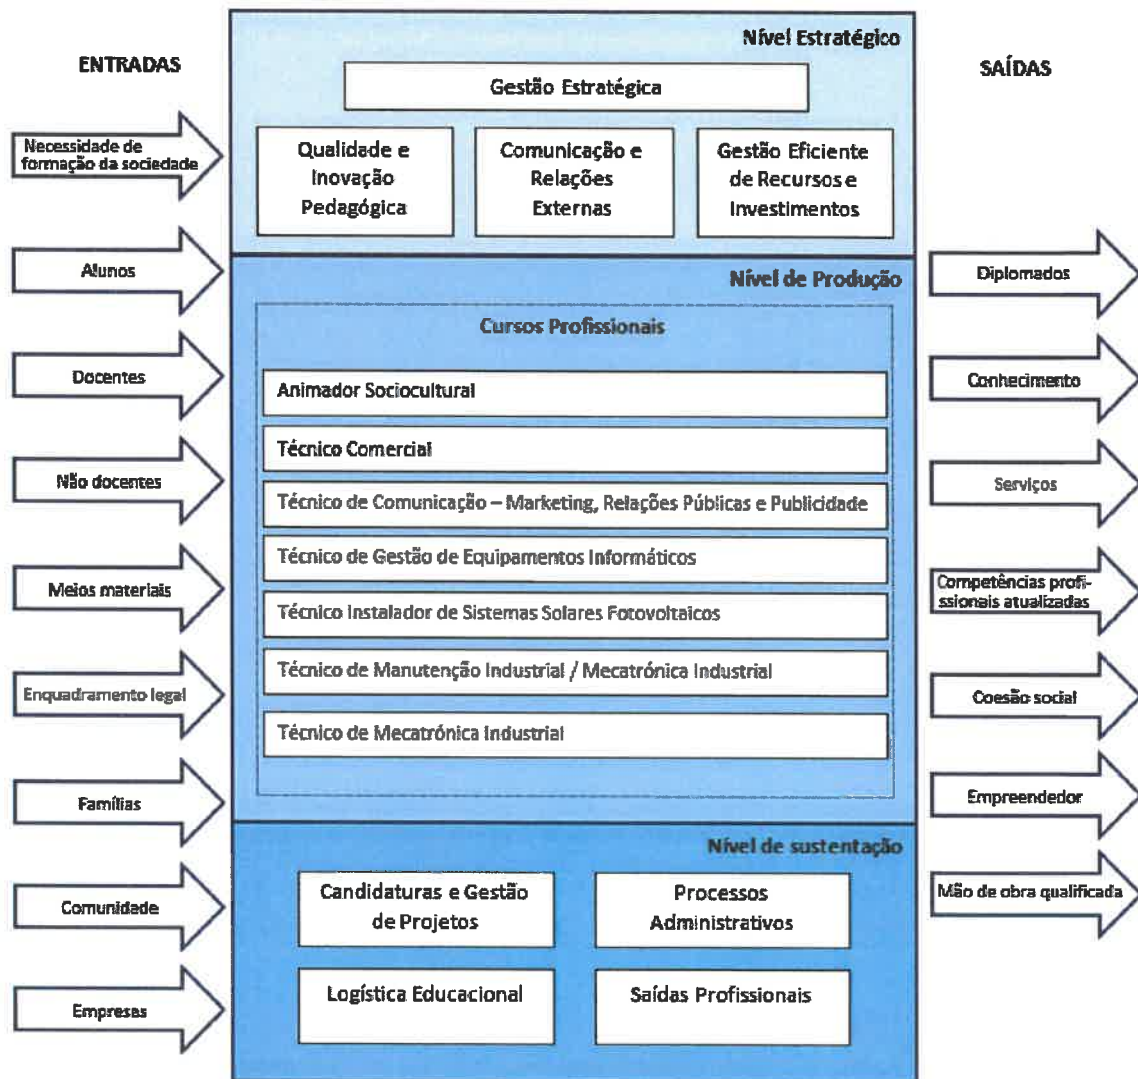 ENTRADAS
Necessidade de
formação da sociedade
Alunos
Docentes
Não docentes
Meios materiais
Enquadramento legal
Famílias
Comunidade
Empresas
Nível Estratégico
Gestão Estratégica
Qualidade e
Inovação
Pedagógica
Comunicação e
Relações
Externas
Gestão Eficiente
de Recursos e
Investimentos
Nível de Produção
Cursos Profissionais
Animador Sociocultural
Técnico Comercial
Técnico de Comunicação – Marketing, Relações Públicas e Publicidade
Técnico de Gestão de Equipamentos Informáticos
Técnico Instalador de Sistemas Solares Fotovoltaicos
Técnico de Manutenção Industrial / Mecatrónica Industrial
Técnico de Mecatrónica Industrial
Nível de sustentação
Candidaturas e Gestão
de Projetos
Processos
Administrativos
Logística Educacional
Saídas Profissionais
SAÍDAS
Diplomados
Conhecimento
Serviços
Competências profi-
ssionais atualizadas
Coesão social
Empreendedor
Mão de obra qualificada